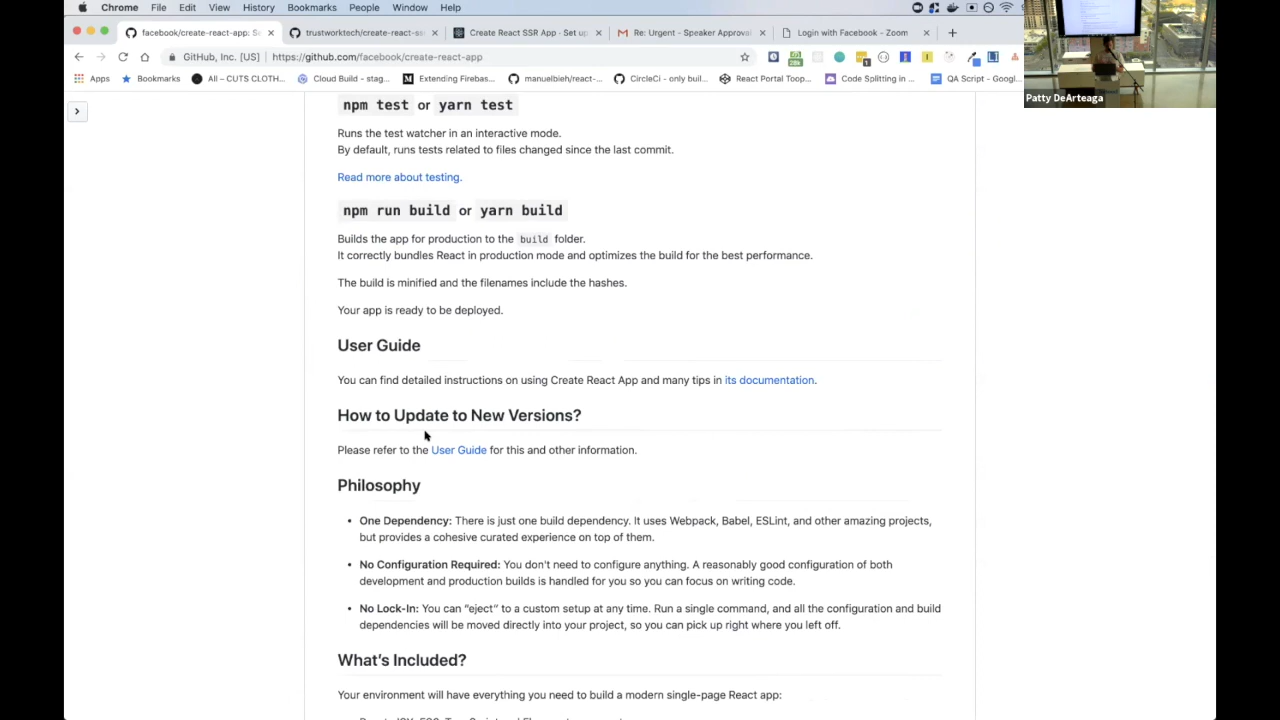 Chrome File Edit View History Bookmarks People Window Help
facebook/create-react-app: Se
trustworktech/create-react-ss
Create React SSR App · Set up
Re: Reject - Speaker Approval
Login with Facebook - Zoom
GitHub, Inc. [US] | https://github.com/facebook/create-react-app
Apps Bookmarks All – CUTS CLOTH... Cloud Build - stag... Extending Firebas... manuelbieh/react-... CircleCI - only buil... React Portal Toop... Code Splitting in ... QA Script - Googl...
Patty DeArteaga
npm test or yarn test
Runs the test watcher in an interactive mode.
By default, runs tests related to files changed since the last commit.
Read more about testing.
npm run build or yarn build
Builds the app for production to the build folder.
It correctly bundles React in production mode and optimizes the build for the best performance.
The build is minified and the filenames include the hashes.
Your app is ready to be deployed.
User Guide
You can find detailed instructions on using Create React App and many tips in its documentation.
How to Update to New Versions?
Please refer to the User Guide for this and other information.
Philosophy
• One Dependency: There is just one build dependency. It uses Webpack, Babel, ESLint, and other amazing projects,
but provides a cohesive curated experience on top of them.
• No Configuration Required: You don't need to configure anything. A reasonably good configuration of both
development and production builds is handled for you so you can focus on writing code.
• No Lock-In: You can “eject” to a custom setup at any time. Run a single command, and all the configuration and build
dependencies will be moved directly into your project, so you can pick up right where you left off.
What’s Included?
Your environment will have everything you need to build a modern single-page React app: